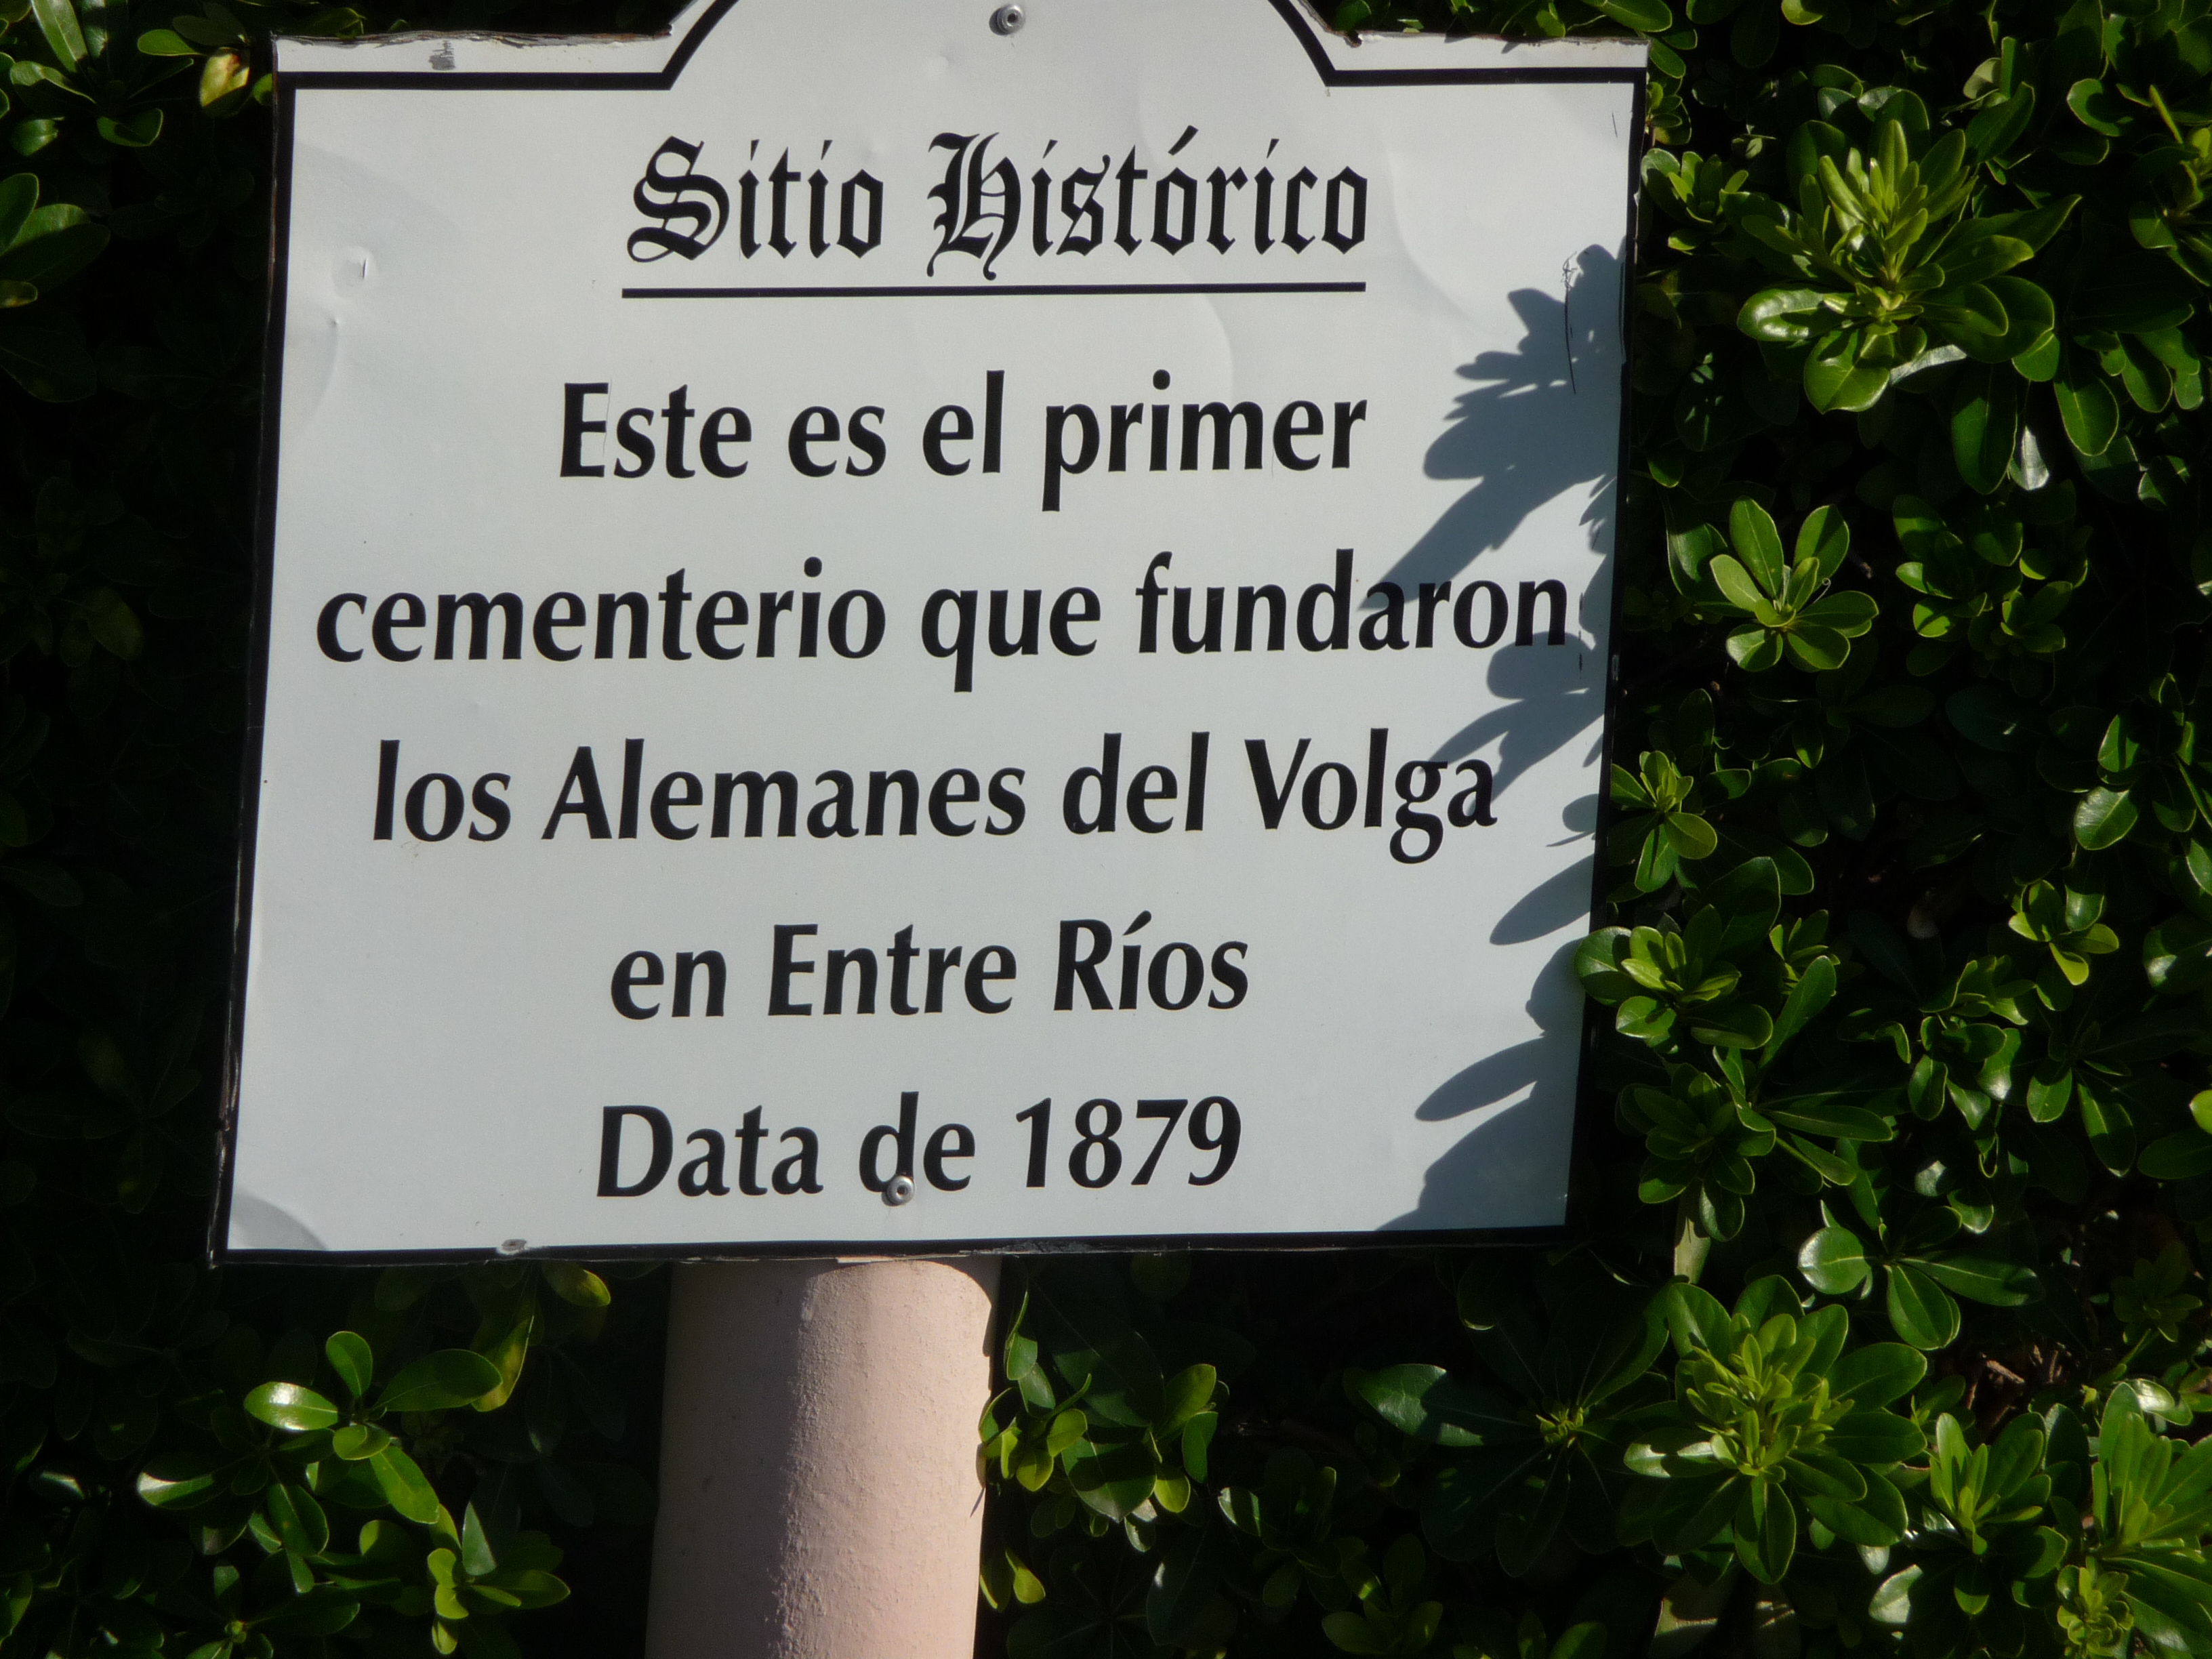 Sitio Histórico
Este es el primer
cementerio que fundaron
los Alemanes del Volga
en Entre Ríos
Data de 1879